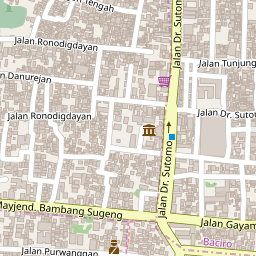 Tengah
Jalan Ronodigdayan
Jalan Dr. Sutomo
Jalan Tunjung
Jalan Danurejan
Jalan Ronodigdayan
Jalan Dr. Sutomo
Jalan Dr. Sutomo
Mayjend. Bambang Sugeng
Jalan Gayam
Baciro
Jalan Purwanggan